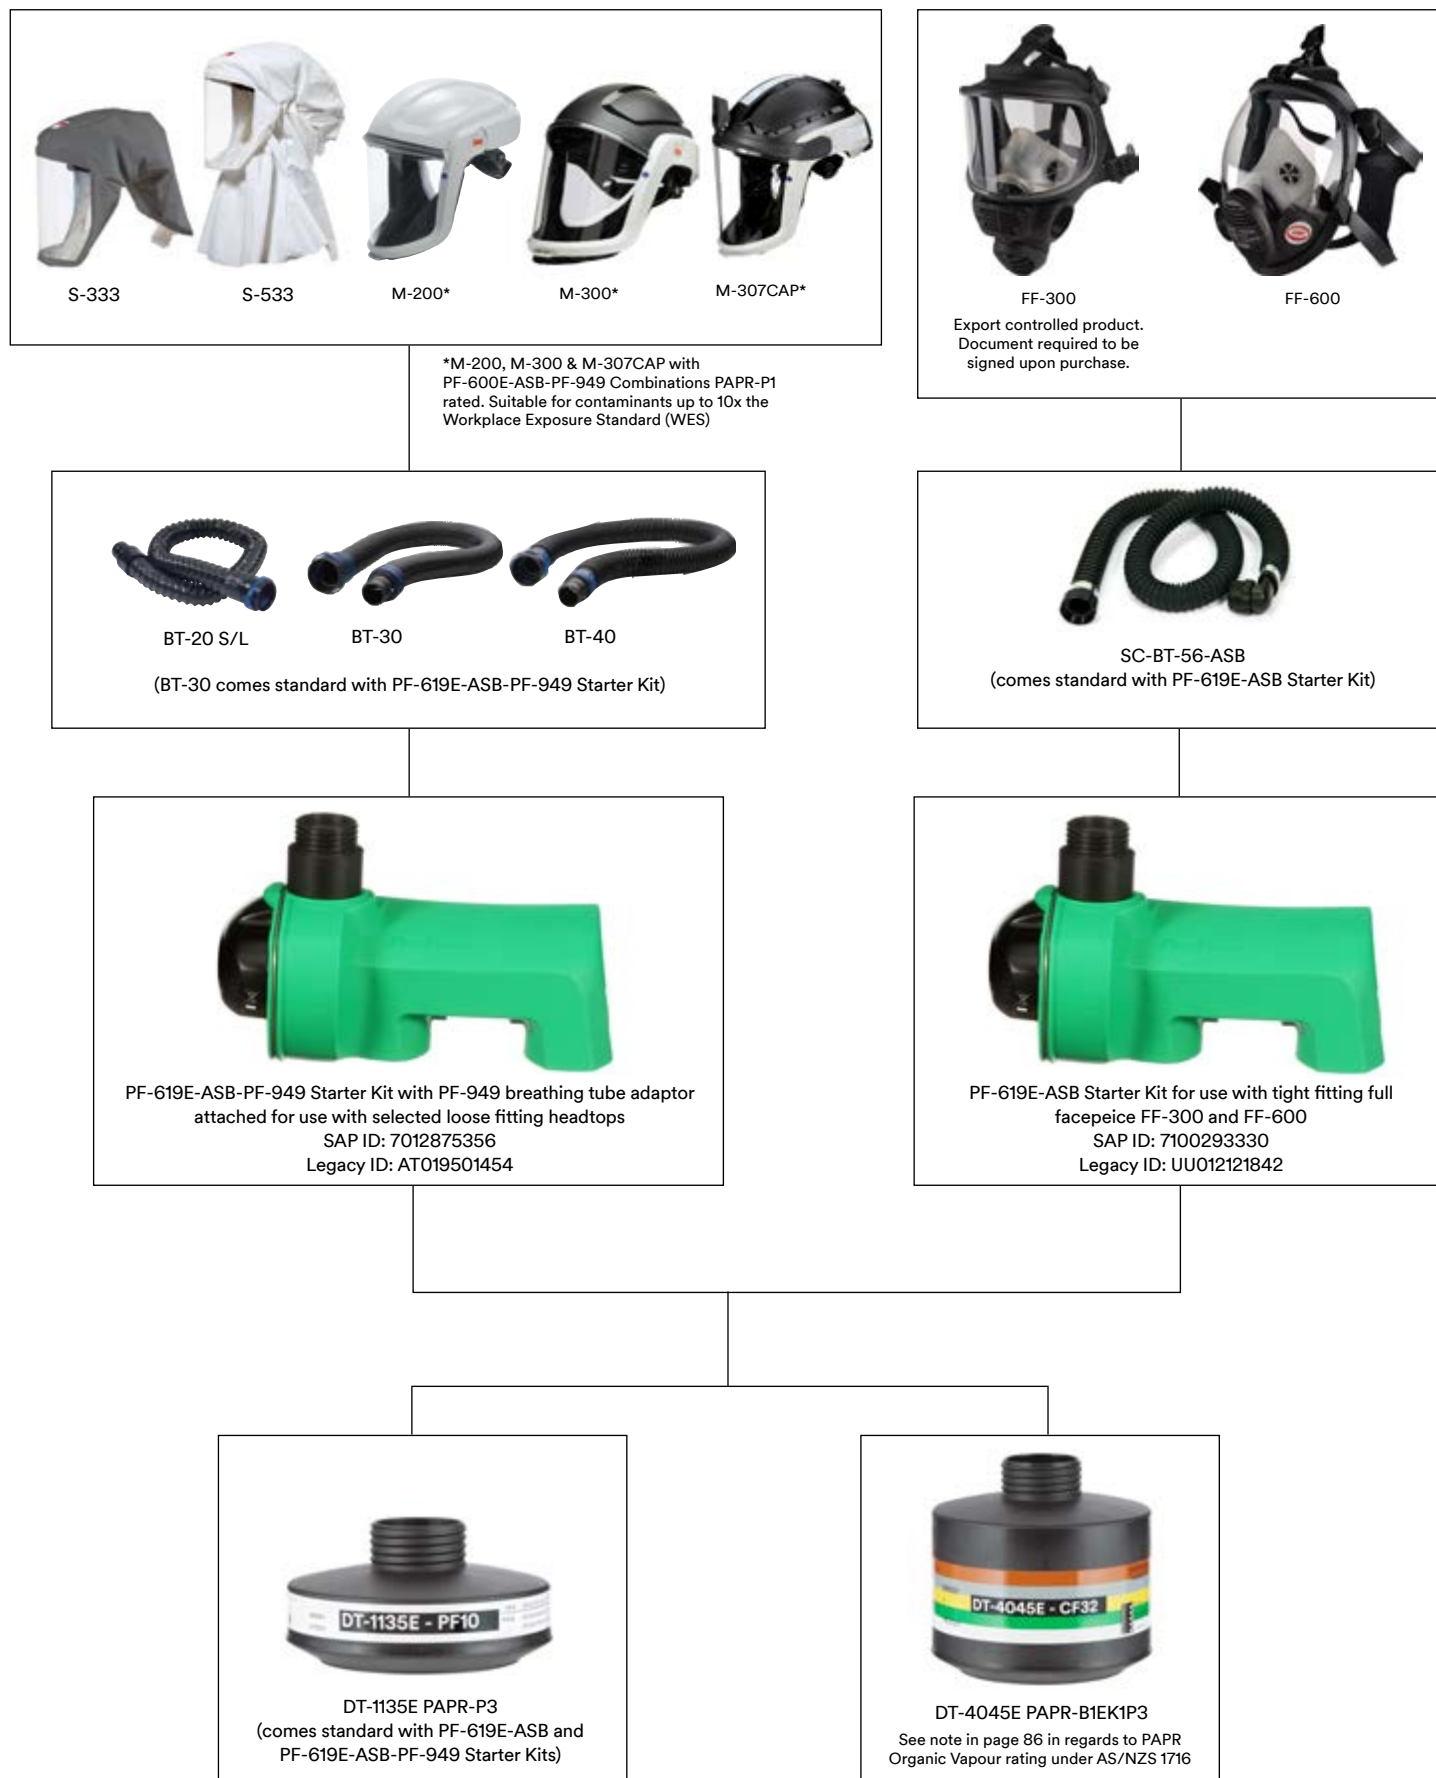 S-333
S-533
M-200*
M-300*
M-307CAP*
FF-300
Export controlled product.
Document required to be
signed upon purchase.
FF-600
*M-200, M-300 & M-307CAP with
PF-600E-ASB-PF-949 Combinations PAPR-P1
rated. Suitable for contaminants up to 10x the
Workplace Exposure Standard (WES)
BT-20 S/L
BT-30
BT-40
(BT-30 comes standard with PF-619E-ASB-PF-949 Starter Kit)
SC-BT-56-ASB
(comes standard with PF-619E-ASB Starter Kit)
PF-619E-ASB-PF-949 Starter Kit with PF-949 breathing tube adaptor
attached for use with selected loose fitting headtops
SAP ID: 7012875356
Legacy ID: AT019501454
PF-619E-ASB Starter Kit for use with tight fitting full
facepeice FF-300 and FF-600
SAP ID: 7100293330
Legacy ID: UU012121842
DT-1135E - PF10
DT-1135E PAPR-P3
(comes standard with PF-619E-ASB and
PF-619E-ASB-PF-949 Starter Kits)
DT-4045E - CF32
DT-4045E PAPR-B1EK1P3
See note in page 86 in regards to PAPR
Organic Vapour rating under AS/NZS 1716